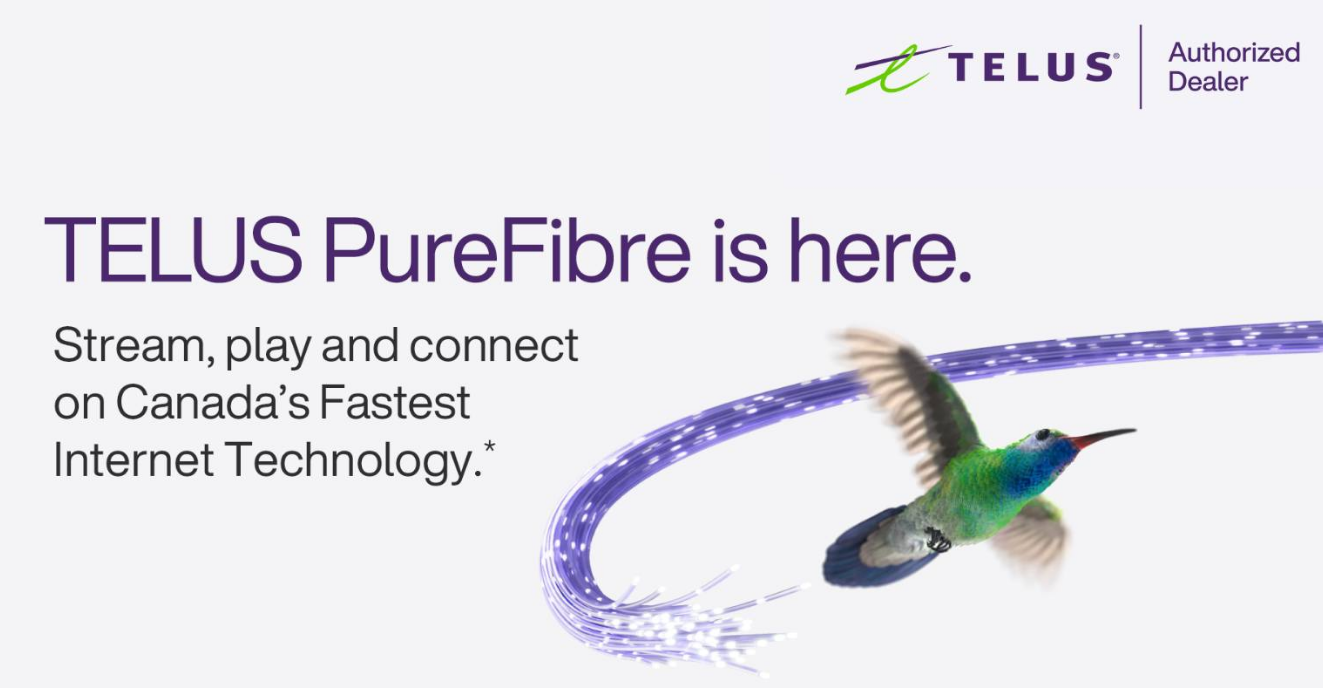 TELUS®
Authorized
Dealer
TELUS PureFibre is here.
Stream, play and connect
on Canada's Fastest
Internet Technology.*